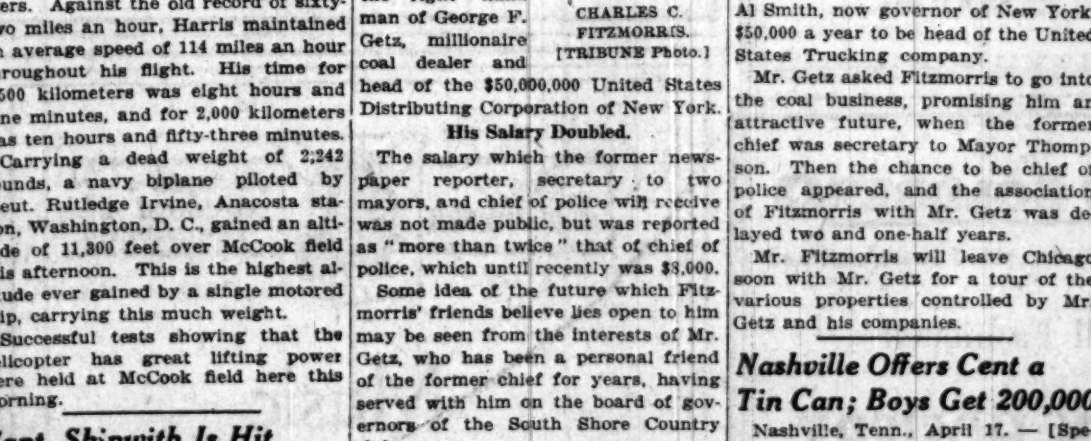 ers. Against the old record of sixty-
wo miles an hour, Harris maintained
average speed of 114 miles an hour
roughout his flight. His time for
500 kilometers was eight hours and
ne minutes, and for 2,000 kilometers
as ten hours and fifty-three minutes.
Carrying a dead weight of 2,242
ounds, a navy biplane piloted by
eut. Rutledge Irvine, Anacosta sta-
on, Washington, D. C., gained an alti-
de of 11,300 feet over McCook field
is afternoon. This is the highest al-
tude ever gained by a single motored
ip, carrying this much weight.
Successful tests showing that the
elicopter has great lifting power
ere held at McCook field here this
orning.
Skipwith Is Hit
man of George F.
Getz, millionaire
coal dealer and
head of the $50,000,000 United States
Distributing Corporation of New York.
His Salary Doubled.
The salary which the former news-
paper reporter, secretary to two
mayors, and chief of police will receive
was not made public, but was reported
as "more than twice" that of chief of
police, which until recently was $8,000.
Some idea of the future which Fitz-
morris' friends believe lies open to him
may be seen from the interests of Mr.
Getz, who has been a personal friend
of the former chief for years, having
served with him on the board of gov-
ernors of the South Shore Country
CHARLES C.
FITZMORRIS.
[TRIBUNE Photo.]
Al Smith, now governor of New York
$50,000 a year to be head of the United
States Trucking company.
Mr. Getz asked Fitzmorris to go into
the coal business, promising him an
attractive future, when the former
chief was secretary to Mayor Thomp-
son. Then the chance to be chief of
police appeared, and the association
of Fitzmorris with Mr. Getz was de-
layed two and one-half years.
Mr. Fitzmorris will leave Chicago
soon with Mr. Getz for a tour of the
various properties controlled by Mr
Getz and his companies.
Nashville Offers Cent a
Tin Can; Boys Get 200,000
Nashville, Tenn., April 17. — [Spe